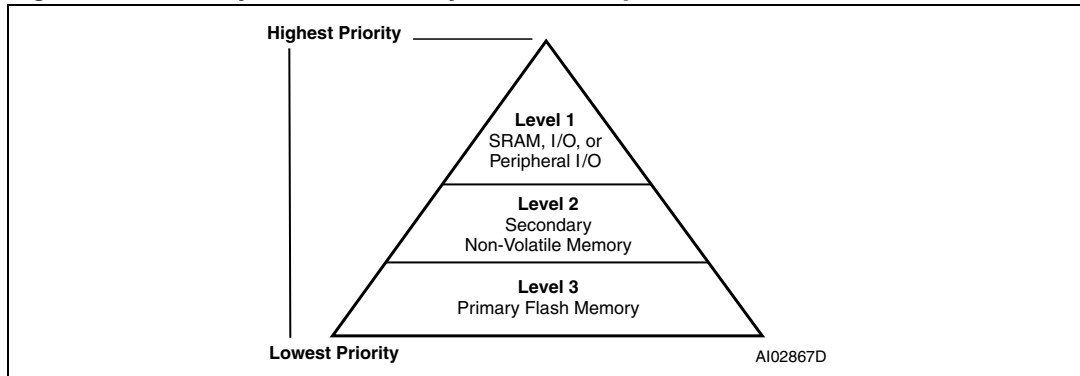 Highest Priority
Level 1
SRAM, I/O, or
Peripheral I/O
Level 2
Secondary
Non-Volatile Memory
Level 3
Primary Flash Memory
Lowest Priority
AI02867D